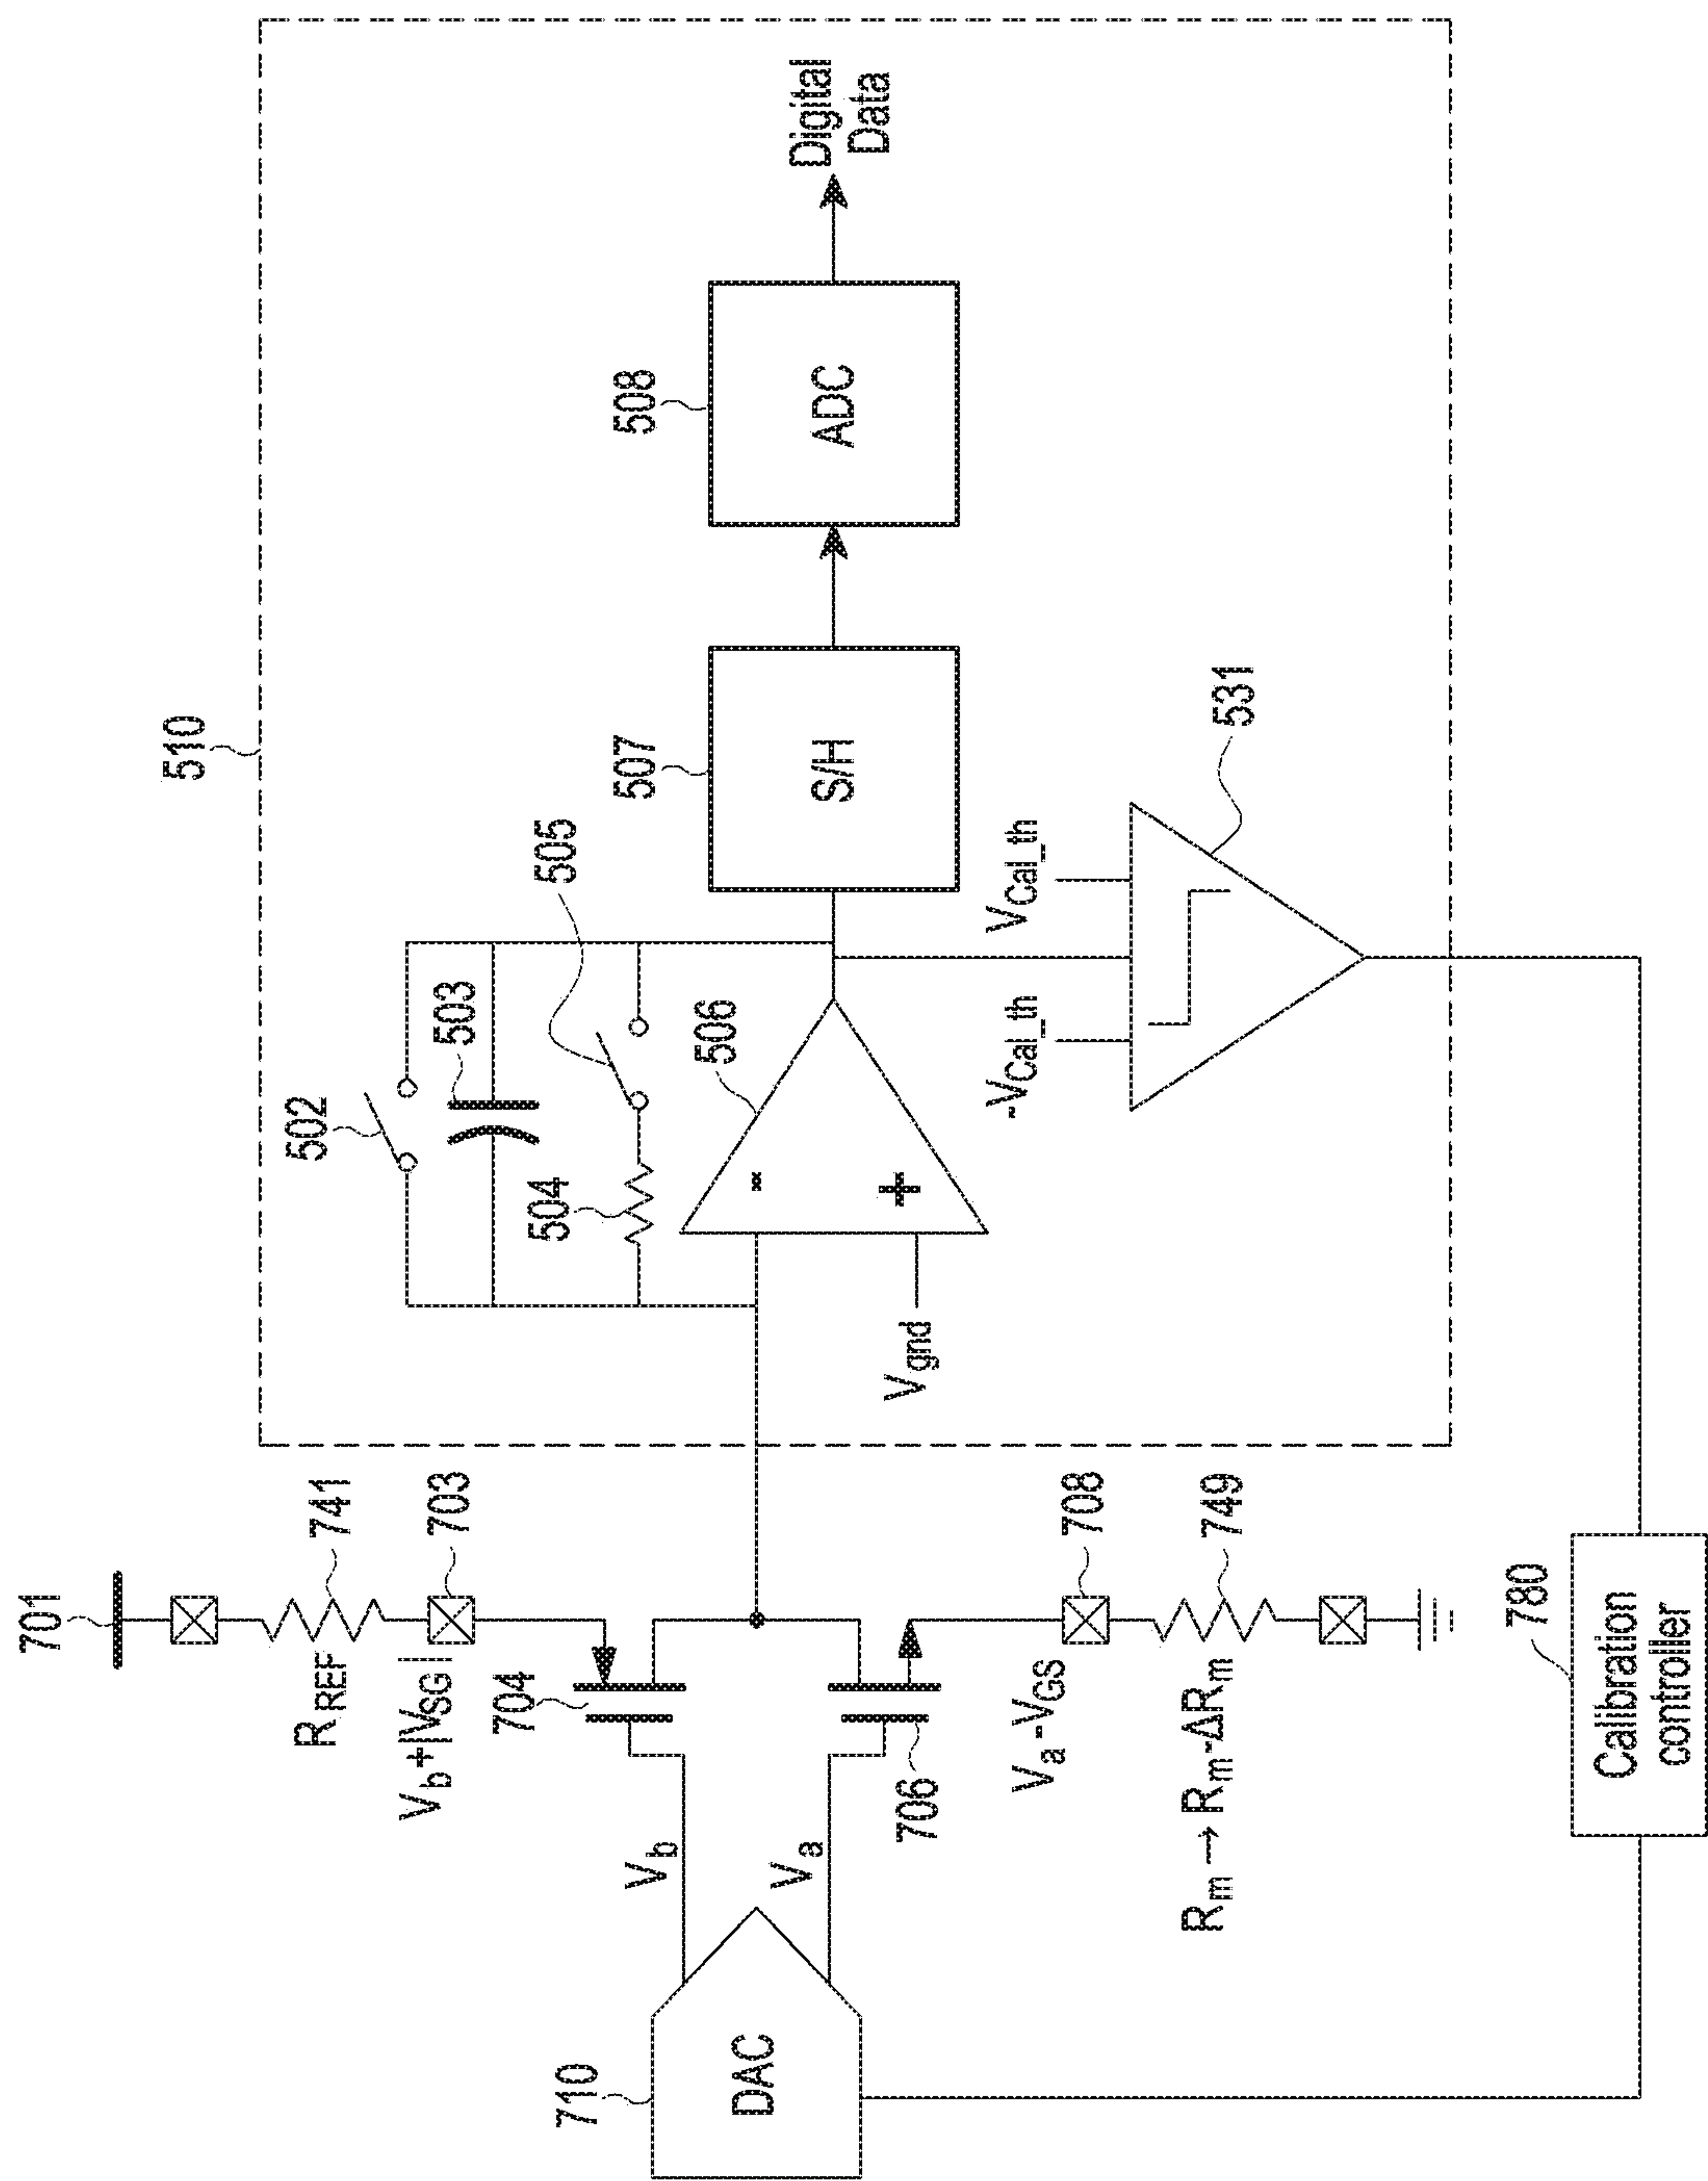 510
502
503
504
505
506
-
+
Vgnd
507
S/H
508
ADC
Digital
Data
-VCal_th
VCal_th
531
701
741
RREF
703
Vb+|VSG|
704
Vb
710
DAC
Va
706
708
Va-VGS
749
Rm → Rm-ΔRm
780
Calibration
controller